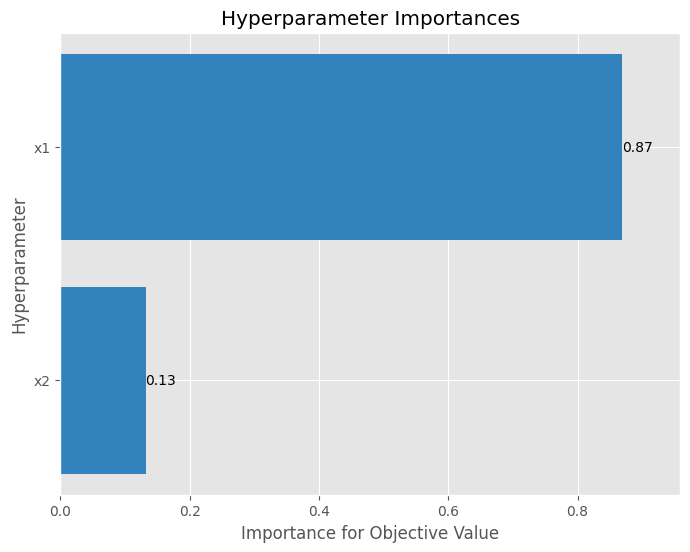 Hyperparameter Importances
Hyperparameter
x1
0.87
x2
0.13
0.0 0.2 0.4 0.6 0.8
Importance for Objective Value